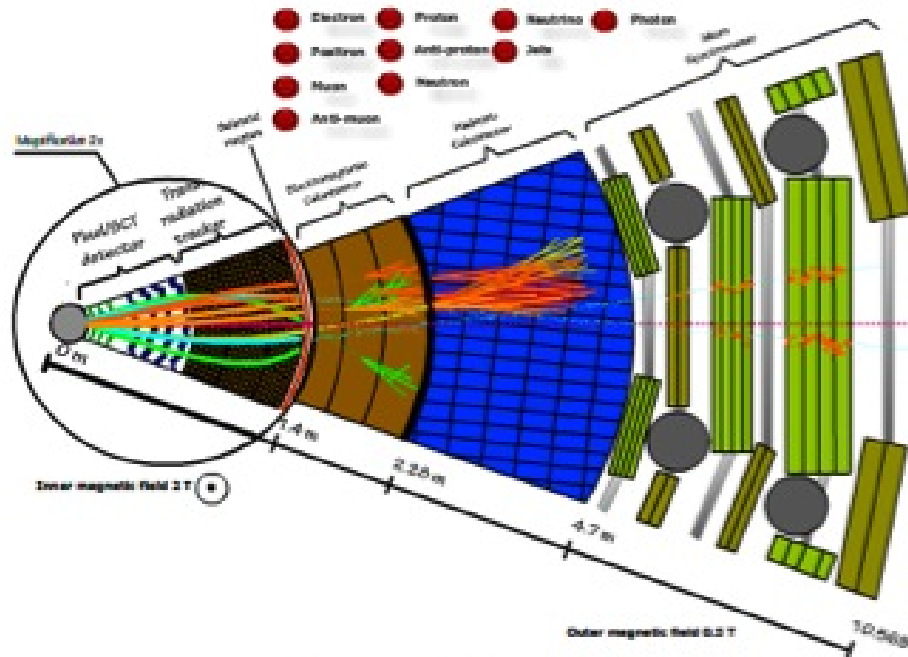 Electron Proton Neutrino Photon
Positron Anti-proton Jets
Muon Neutron
Anti-muon
Muon
Spectrometer
Hadronic
Calorimeter
Solenoid
magnet
Electromagnetic
Calorimeter
Magnification 2x
Pixel/SCT
detector
radiation
tracker
0 m
1.4 m
2.28 m
4.7 m
Inner magnetic field 2 T
Outer magnetic field 0.5 T